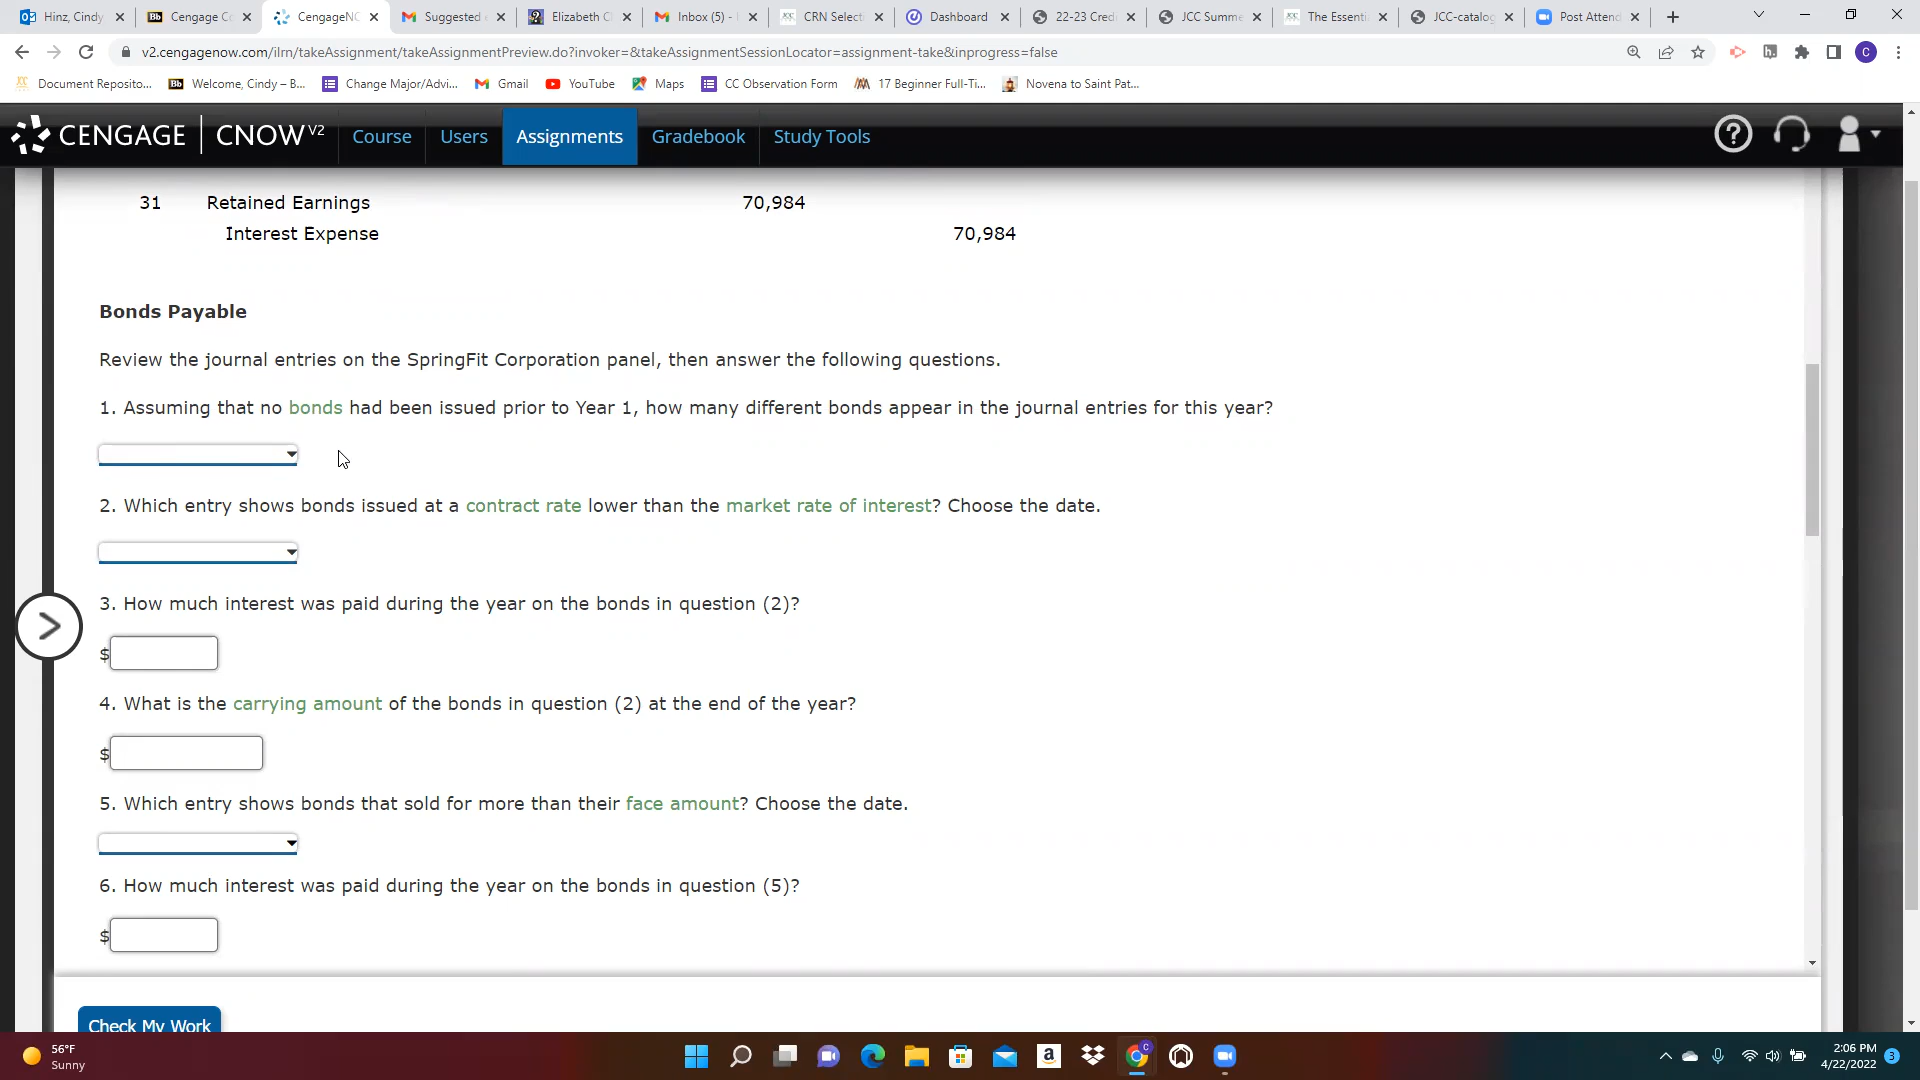 Hinz, Cindy
Cengage C
CengageNC
Suggested
Elizabeth C
Inbox (5) -
CRN Select
Dashboard
22-23 Cred
JCC Summe
The Essenti
JCC-catalog
Post Attend
v2.cengagenow.com/ilrn/takeAssignment/takeAssignmentPreview.do?invoker=&takeAssignmentSessionLocator=assignment-take&inprogress=false
Document Reposito...
Welcome, Cindy – B...
Change Major/Advi...
Gmail
YouTube
Maps
CC Observation Form
17 Beginner Full-Ti...
Novena to Saint Pat...
CENGAGE | CNOWV2
Course
Users
Assignments
Gradebook
Study Tools
31 Retained Earnings 70,984
Interest Expense 70,984
Bonds Payable
Review the journal entries on the SpringFit Corporation panel, then answer the following questions.
1. Assuming that no bonds had been issued prior to Year 1, how many different bonds appear in the journal entries for this year?
2. Which entry shows bonds issued at a contract rate lower than the market rate of interest? Choose the date.
3. How much interest was paid during the year on the bonds in question (2)?
$
4. What is the carrying amount of the bonds in question (2) at the end of the year?
$
5. Which entry shows bonds that sold for more than their face amount? Choose the date.
6. How much interest was paid during the year on the bonds in question (5)?
$
Check My Work
56°F
Sunny
2:06 PM
4/22/2022
3